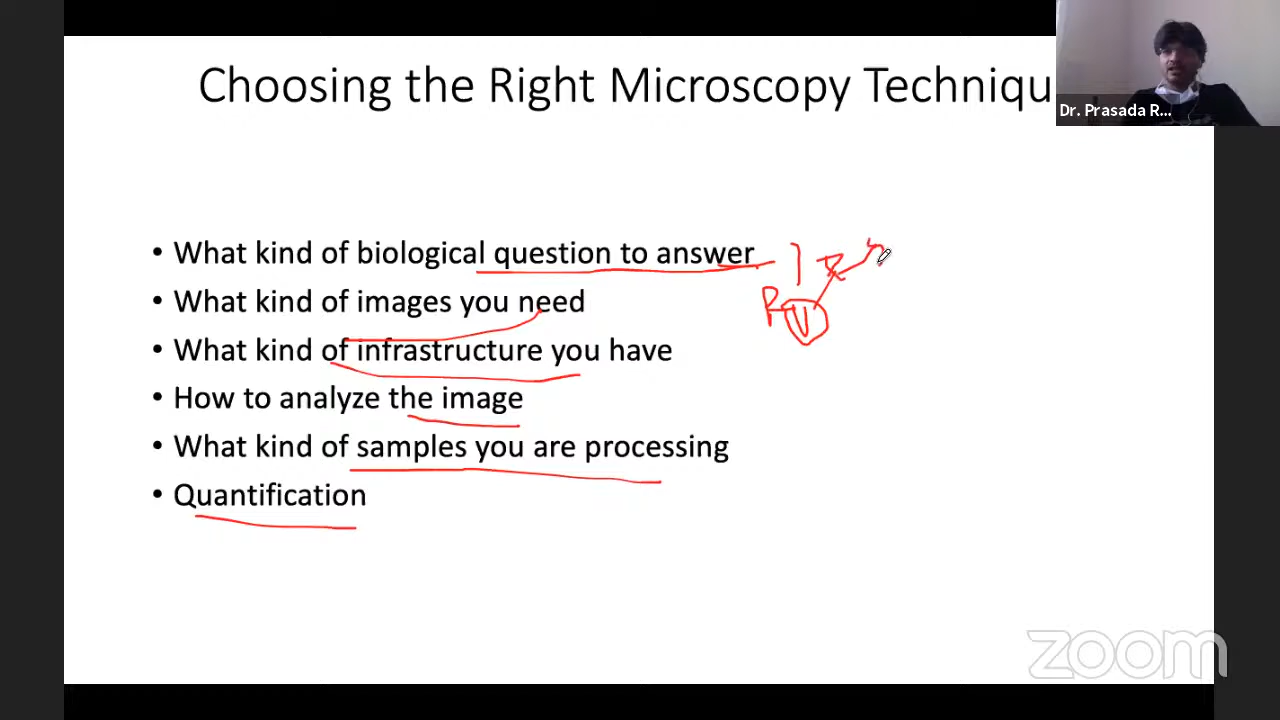 Choosing the Right Microscopy Techniqu
Dr. Prasada R...
• What kind of biological question to answer
• What kind of images you need
• What kind of infrastructure you have
• How to analyze the image
• What kind of samples you are processing
• Quantification
zoom